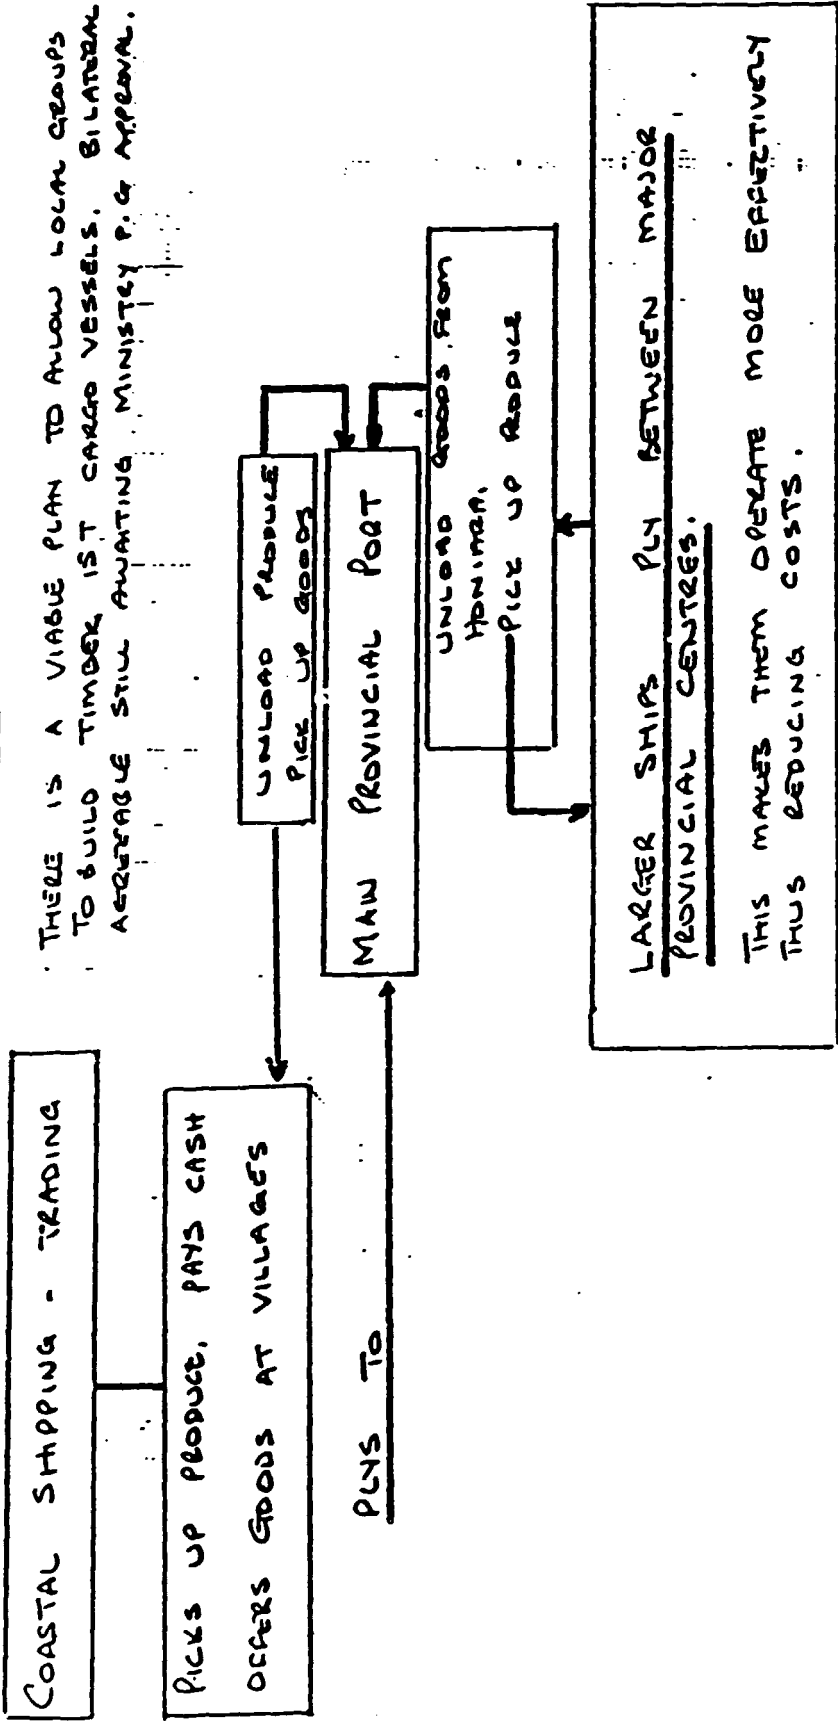 COASTAL SHIPPING - TRADING
· THERE IS A VIABLE PLAN TO ALLOW LOCAL GROUPS
TO BUILD TIMBER, IST CARGO VESSELS. BILATERAL
AGREEABLE STILL AWAITING MINISTRY P.G APPROVAL.
PICKS UP PRODUCE, PAYS CASH
OFFERS GOODS AT VILLAGES
UNLOAD PRODUCE
PICK UP GOODS
PLYS TO
MAIN PROVINCIAL PORT
UNLOAD GOODS FROM
HONIARA.
PICK UP PRODUCE
LARGER SHIPS PLY BETWEEN MAJOR
PROVINCIAL CENTRES.
THIS MAKES THEM OPERATE MORE EFFECTIVELY
THUS REDUCING COSTS.